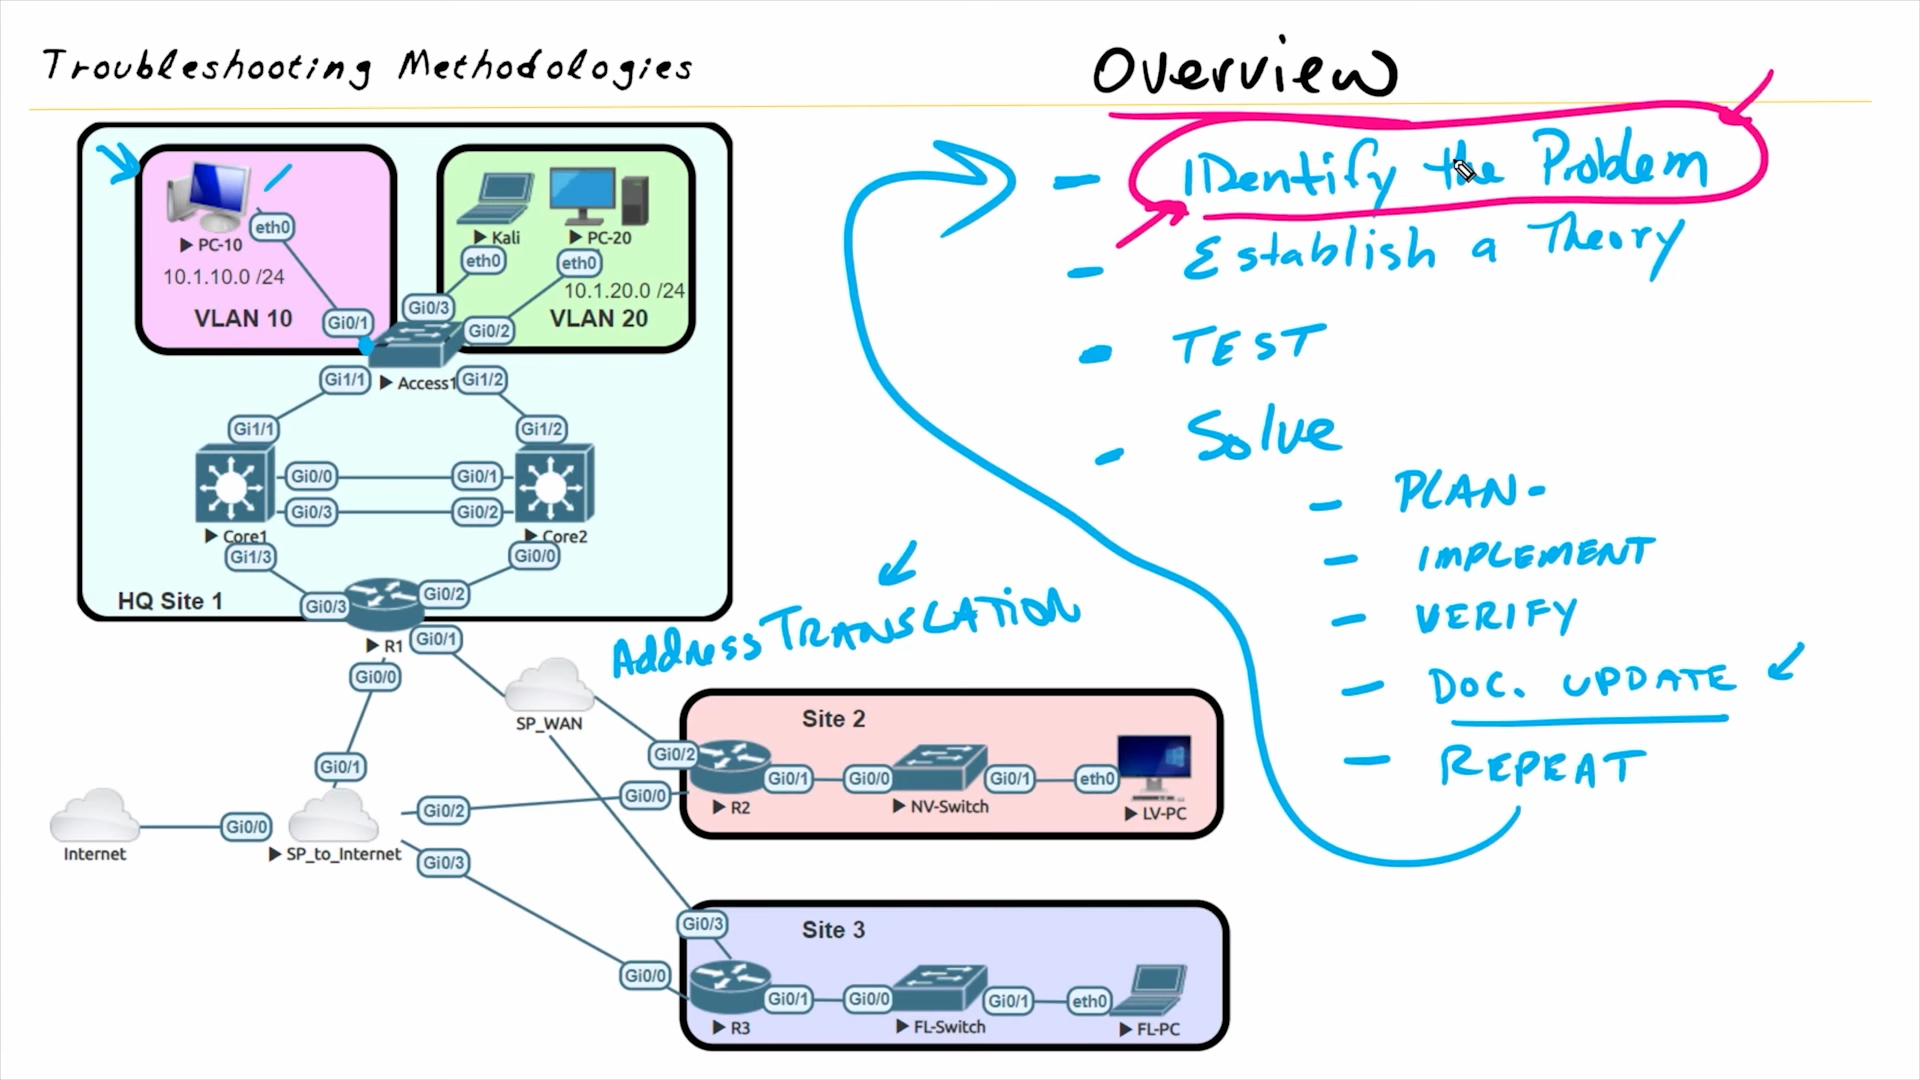 Troubleshooting Methodologies
Overview
- Identify the Problem
- Establish a Theory
- TEST
- Solve
- PLAN-
- IMPLEMENT
- VERIFY
- DOC. UPDATE
- REPEAT
Address TRANSLATION
PC-10
eth0
10.1.10.0 /24
VLAN 10
Gi0/1
Kali
PC-20
eth0
eth0
10.1.20.0 /24
VLAN 20
Gi0/3
Gi0/2
Gi1/1
Access1
Gi1/2
Gi1/1
Gi1/2
Gi0/0
Gi0/1
Gi0/3
Gi0/2
Core1
Core2
Gi1/3
Gi0/0
HQ Site 1
Gi0/3
Gi0/2
R1
Gi0/1
Gi0/0
SP_WAN
Gi0/1
Internet
Gi0/0
SP_to_Internet
Gi0/2
Gi0/3
Site 2
Gi0/2
Gi0/0
R2
Gi0/1
Gi0/0
NV-Switch
Gi0/1
eth0
LV-PC
Site 3
Gi0/3
Gi0/0
R3
Gi0/1
Gi0/0
FL-Switch
Gi0/1
eth0
FL-PC